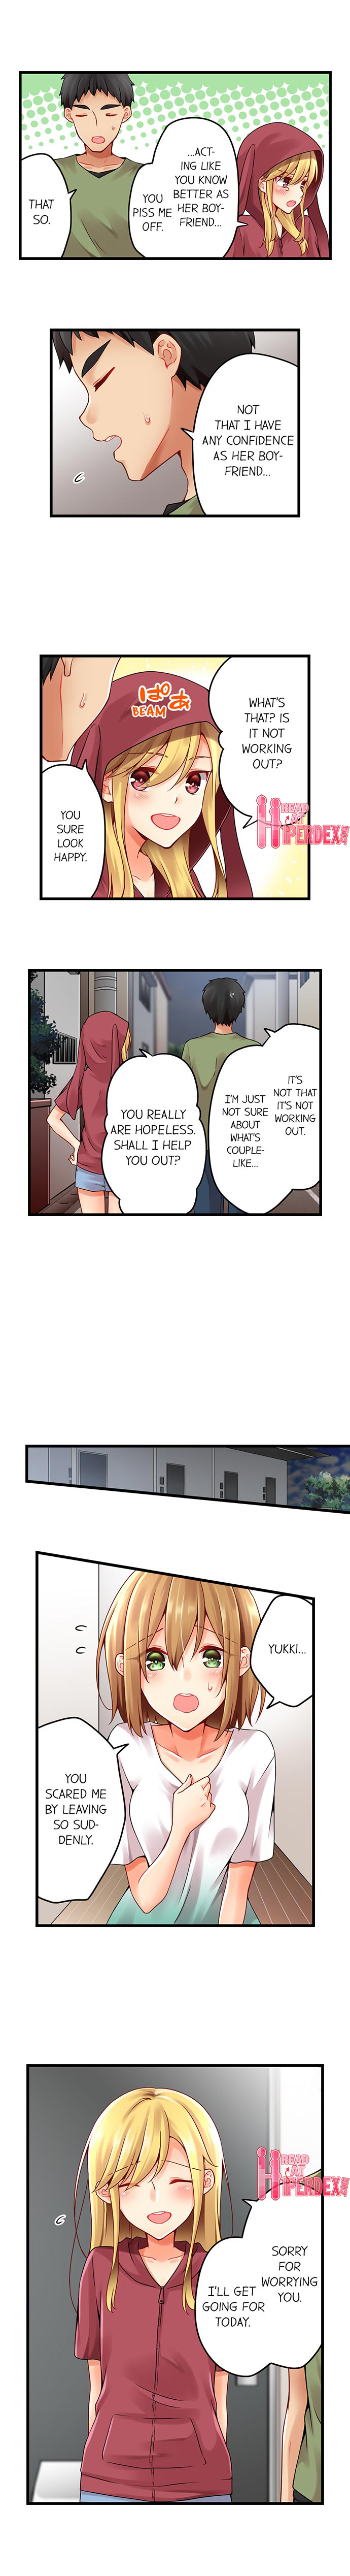 ...ACT-
ING LIKE
YOU KNOW
BETTER AS
HER BOY-
FRIEND...
YOU
PISS ME
OFF.
THAT
SO.
NOT
THAT I HAVE
ANY CONFIDENCE
AS HER BOY-
FRIEND...
WHAT'S
THAT? IS
IT NOT
WORKING
OUT?
ぱあ
BEAM
YOU
SURE
LOOK
HAPPY.
READ
AT
HIPERDEX
IT'S
NOT THAT
IT'S NOT
WORKING
OUT.
I'M JUST
NOT SURE
ABOUT
WHAT'S
COUPLE-
LIKE...
YOU REALLY
ARE HOPELESS.
SHALL I HELP
YOU OUT?
YUKKI...
YOU
SCARED ME
BY LEAVING
SO SUD-
DENLY.
READ
AT
HIPERDEX
SORRY
FOR
WORRYING
YOU.
I'LL GET
GOING FOR
TODAY.